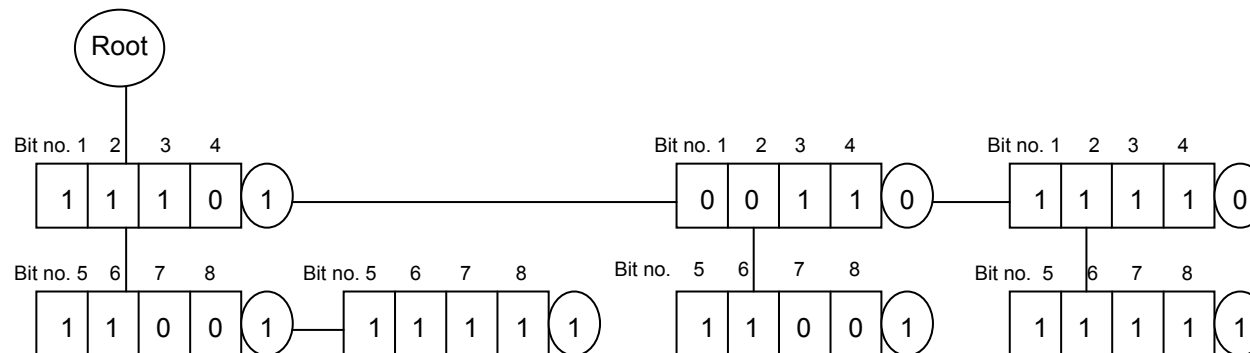 Root
Bit no. 1 2 3 4 Bit no. 1 2 3 4 Bit no. 1 2 3 4
1 1 1 0 1 0 0 1 1 0 1 1 1 1 0
Bit no. 5 6 7 8 Bit no. 5 6 7 8 Bit no. 5 6 7 8 Bit no. 5 6 7 8
1 1 0 0 1 1 1 1 1 1 1 1 0 0 1 1 1 1 1 1